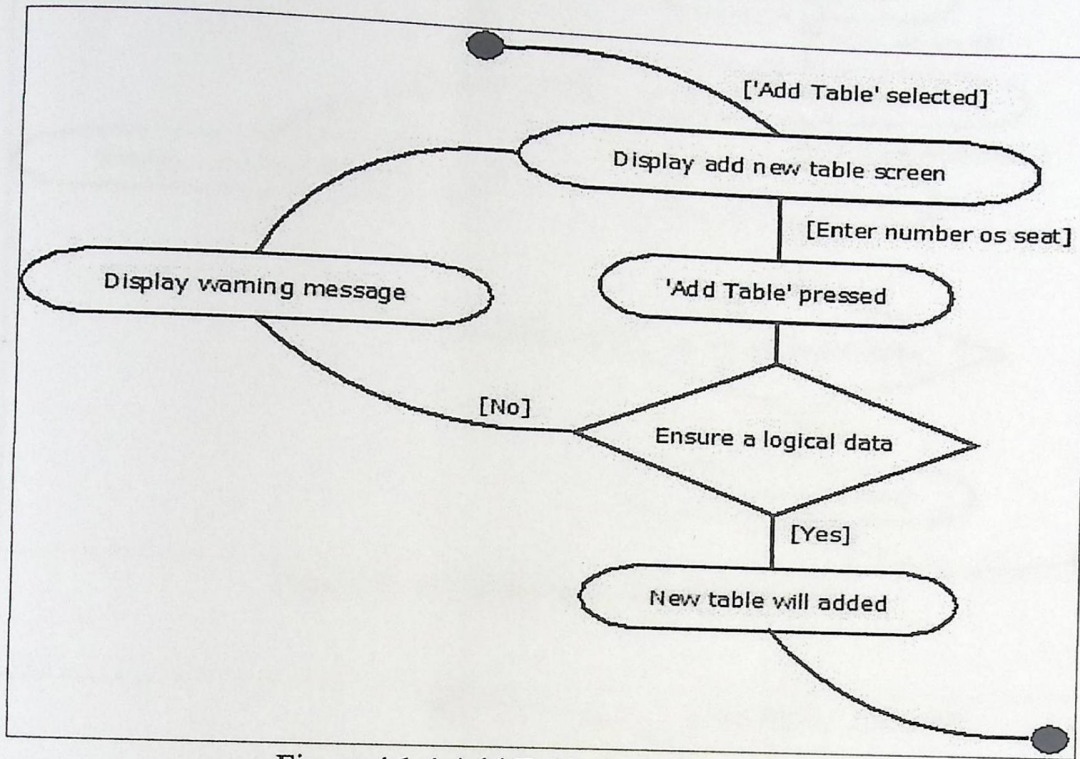 ['Add Table' selected]
Display add new table screen
[Enter number os seat]
Display warning message
'Add Table' pressed
[No]
Ensure a logical data
[Yes]
New table will added